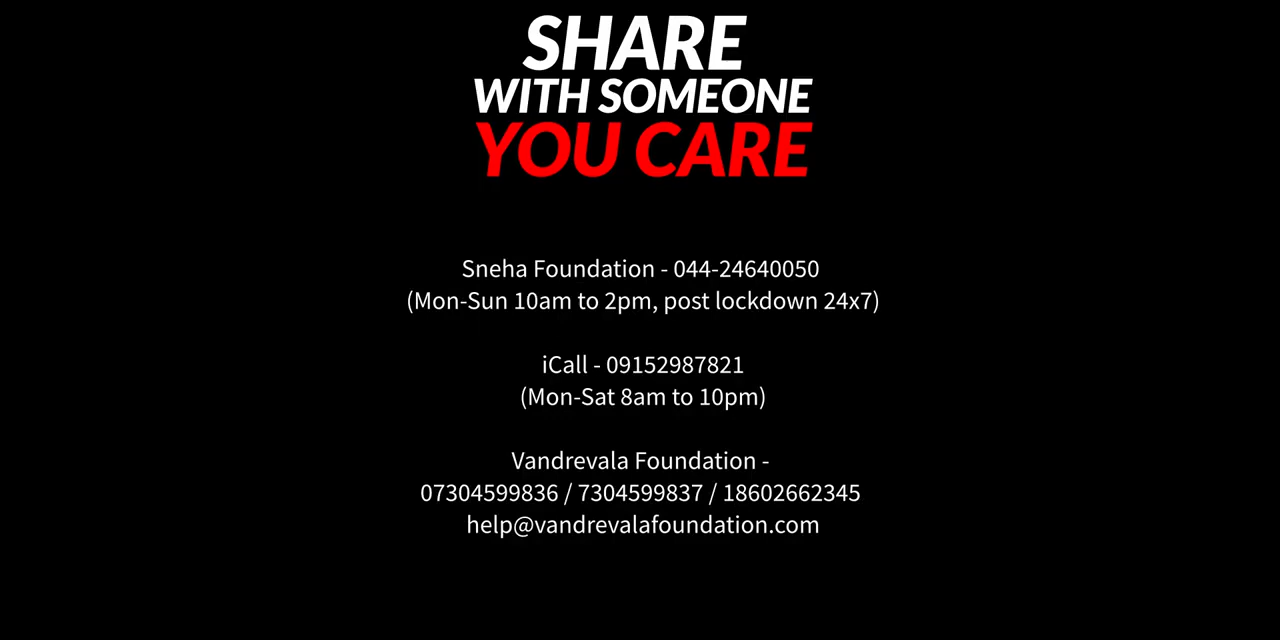 SHARE
WITH SOMEONE
YOU CARE
Sneha Foundation - 044-24640050
(Mon-Sun 10am to 2pm, post lockdown 24x7)
iCall - 09152987821
(Mon-Sat 8am to 10pm)
Vandrevala Foundation -
07304599836 / 7304599837 / 18602662345
help@vandrevalafoundation.com